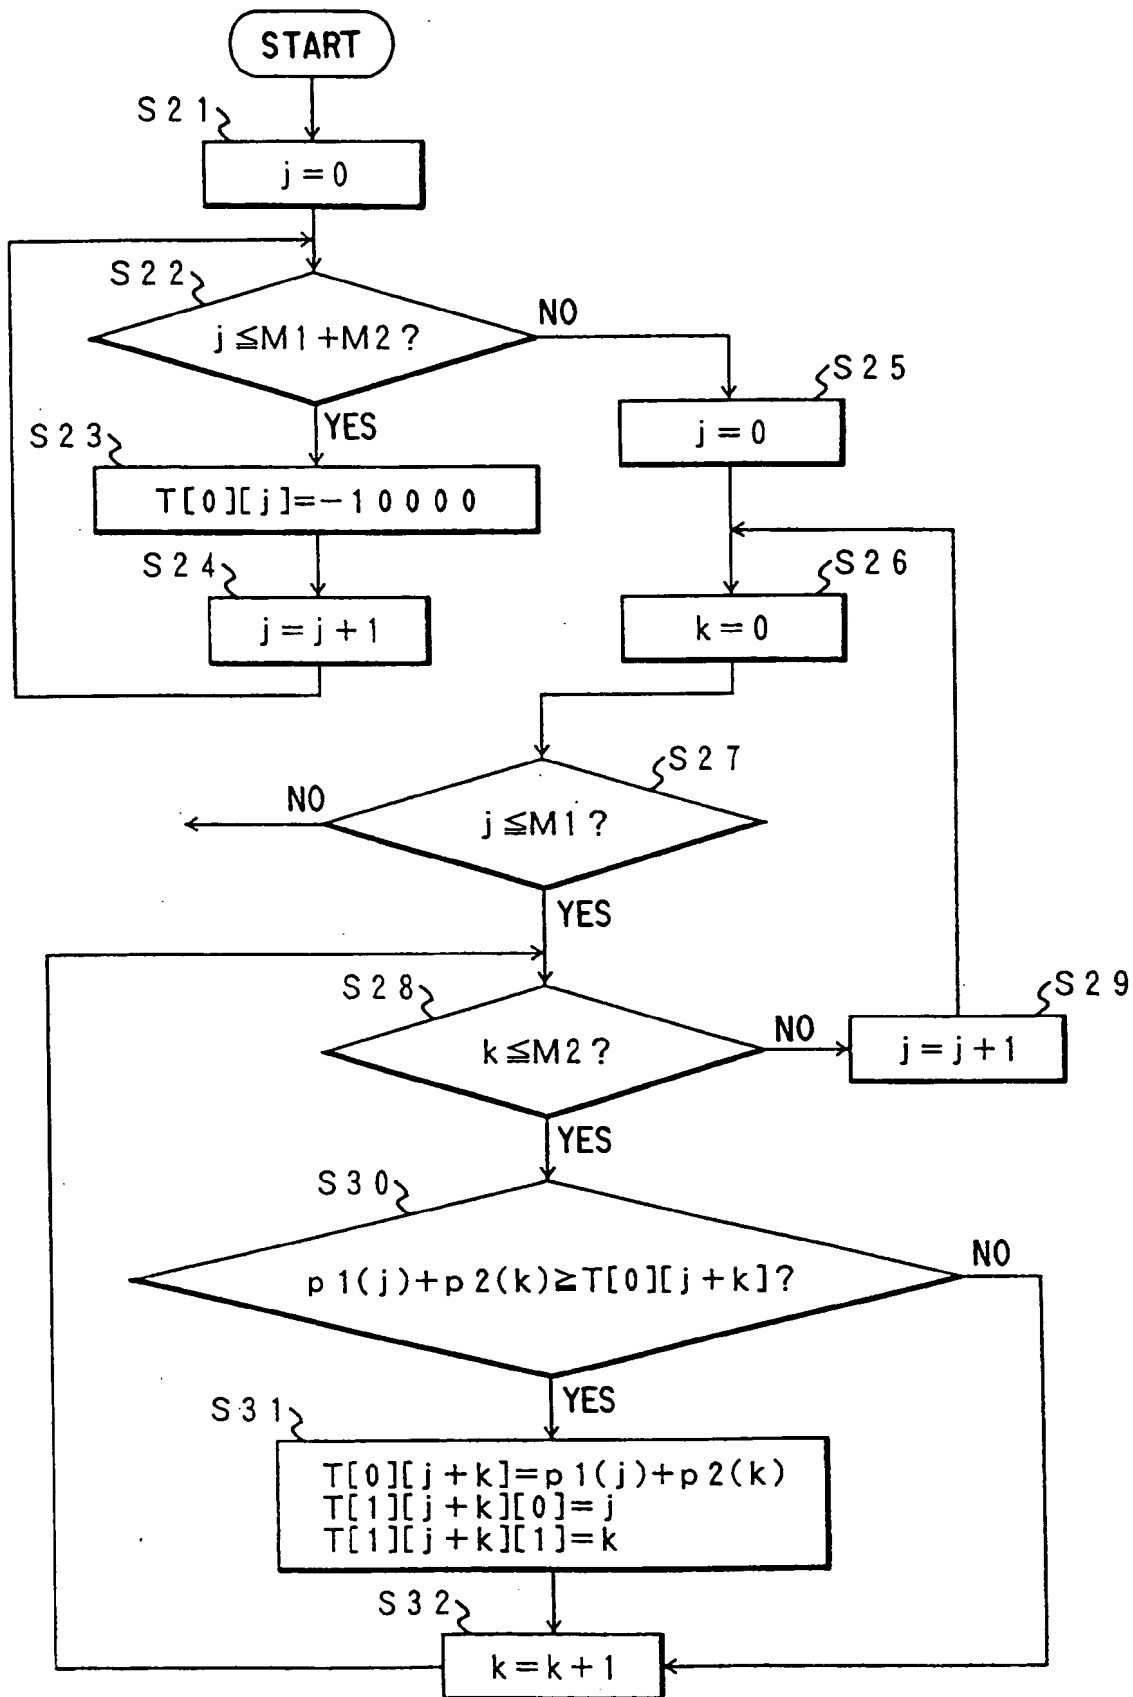 START
S21
j=0
S22
j≦M1+M2?
NO
YES
S23
T[0][j]=-10000
S24
j=j+1
S25
j=0
S26
k=0
S27
j≦M1?
NO
YES
S28
k≦M2?
NO
S29
j=j+1
YES
S30
p1(j)+p2(k)≧T[0][j+k]?
NO
YES
S31
T[0][j+k]=p1(j)+p2(k)
T[1][j+k][0]=j
T[1][j+k][1]=k
S32
k=k+1